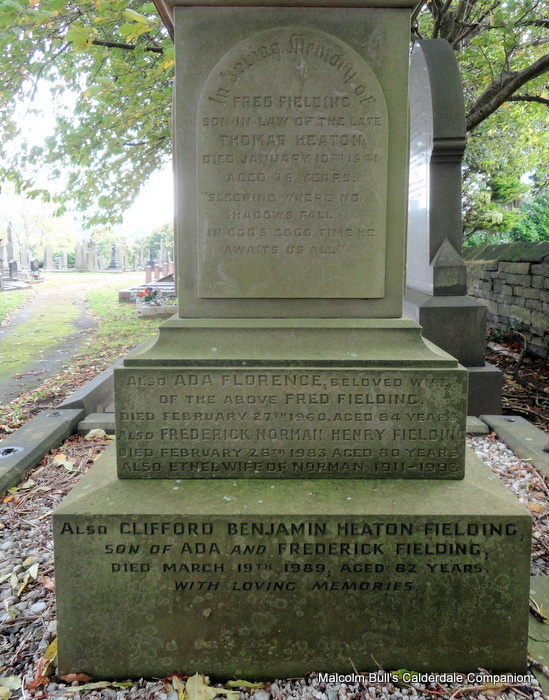 In Loving Memory of
FRED FIELDING,
SON-IN-LAW OF THE LATE
THOMAS HEATON,
DIED JANUARY 10TH 1941
AGED 76 YEARS.
"SLEEPING WHERE NO
SHADOWS FALL
IN GOD'S GOOD TIME HE
AWAITS US ALL"
ALSO ADA FLORENCE, BELOVED WIFE
OF THE ABOVE FRED FIELDING,
DIED FEBRUARY 27TH 1960, AGED 84 YEARS.
ALSO FREDERICK NORMAN HENRY FIELDING
DIED FEBRUARY 28TH 1983 AGED 80 YEARS
ALSO ETHEL WIFE OF NORMAN 1911-1993
ALSO CLIFFORD BENJAMIN HEATON FIELDING,
SON OF ADA AND FREDERICK FIELDING,
DIED MARCH 19TH 1989, AGED 82 YEARS.
WITH LOVING MEMORIES.
Malcolm Bull's Calderdale Companion